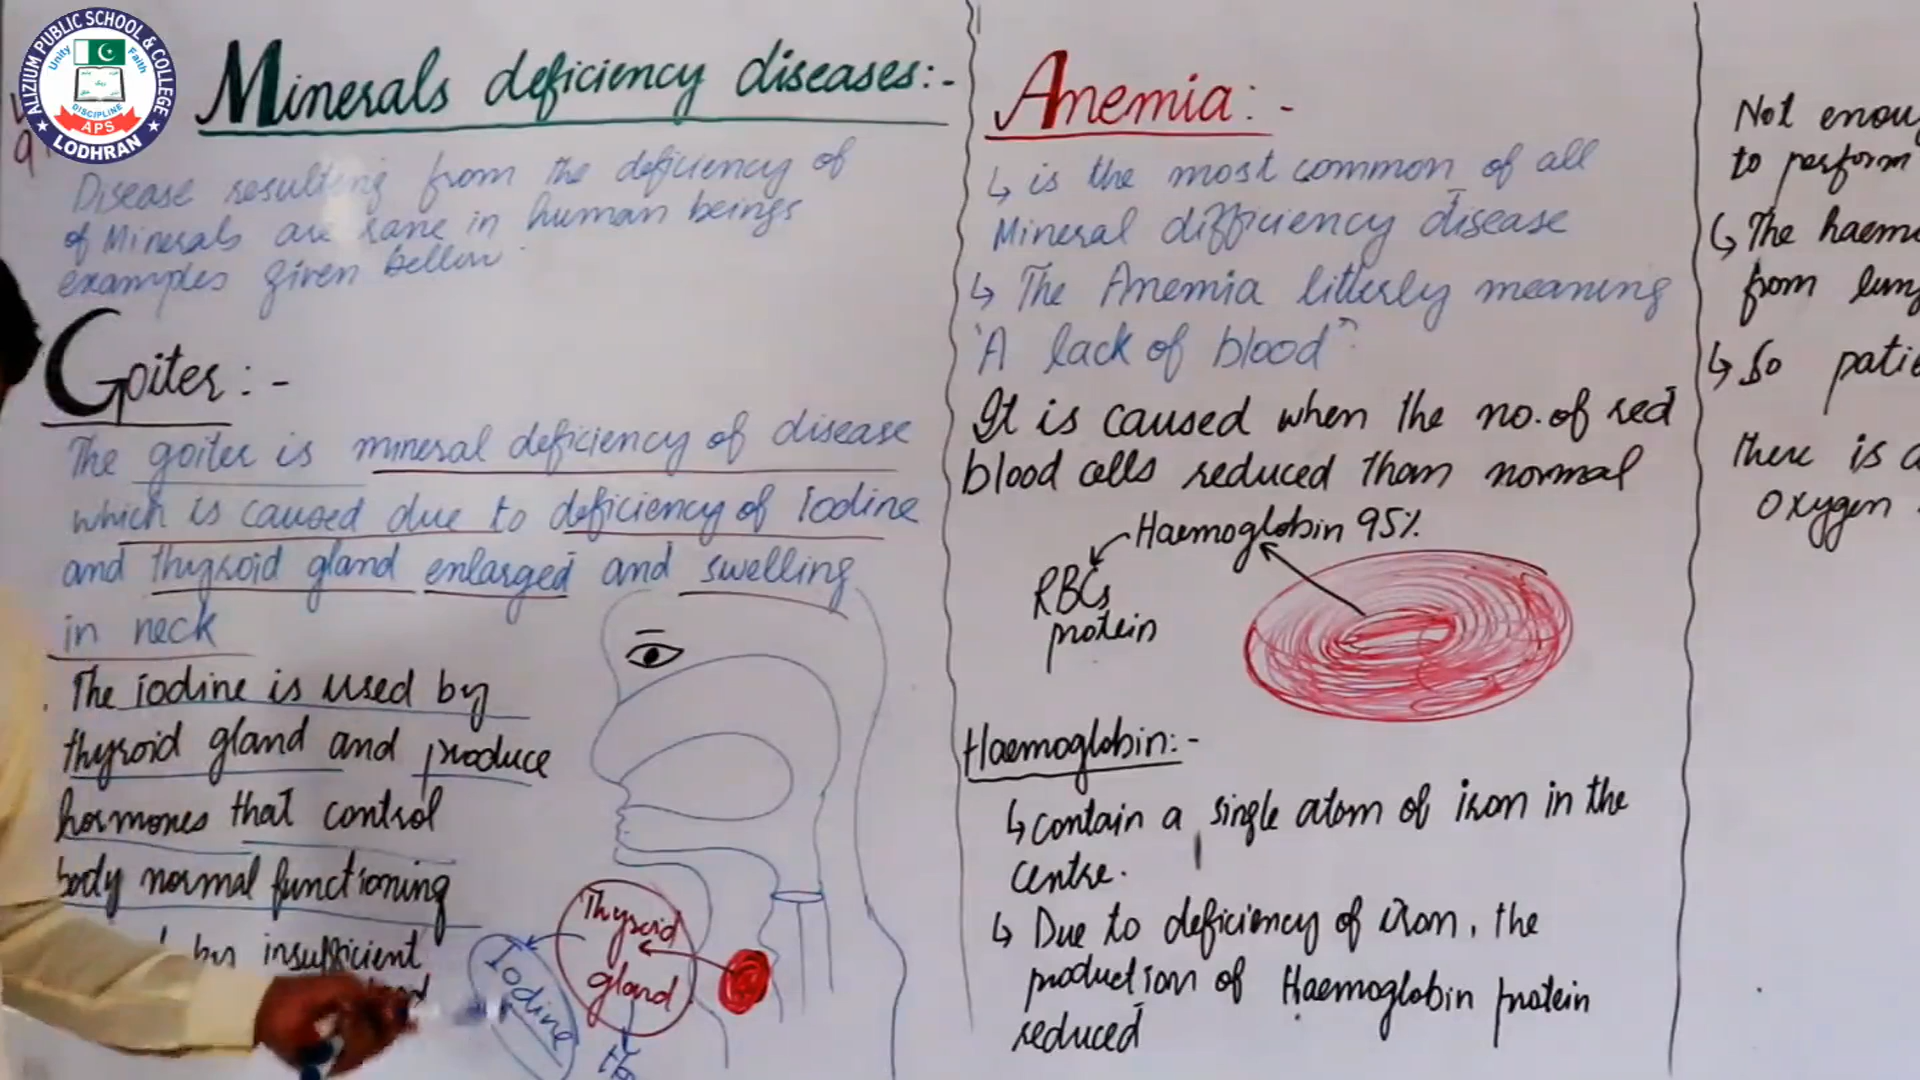 ALIZIUM PUBLIC SCHOOL & COLLEGE
Unity
Faith
DISCIPLINE
APS
LODHRAN
Minerals deficiency diseases:-
Disease resulting from the deficiency of
of Minerals are rare in human beings
examples given bellow
Goiter:-
The goiter is mineral deficiency of disease
which is caused due to deficiency of Iodine
and thyroid gland enlarged and swelling
in neck
The iodine is used by
thyroid gland and produce
hormones that control
body normal functioning
insufficient
Thyroid
gland
Iodine
Anemia:-
↳ is the most common of all
Mineral difficiency disease
↳ The Anemia litterly meaning
"A lack of blood"
It is caused when the no. of red
blood cells reduced than normal
Haemoglobin 95%
RBCs
protein
Haemoglobin:-
↳ contain a single atom of iron in the
centre.
↳ Due to deficiency of iron, the
production of Haemoglobin protein
reduced
Not
to perform
↳ The
from
↳ So
there is
oxygen